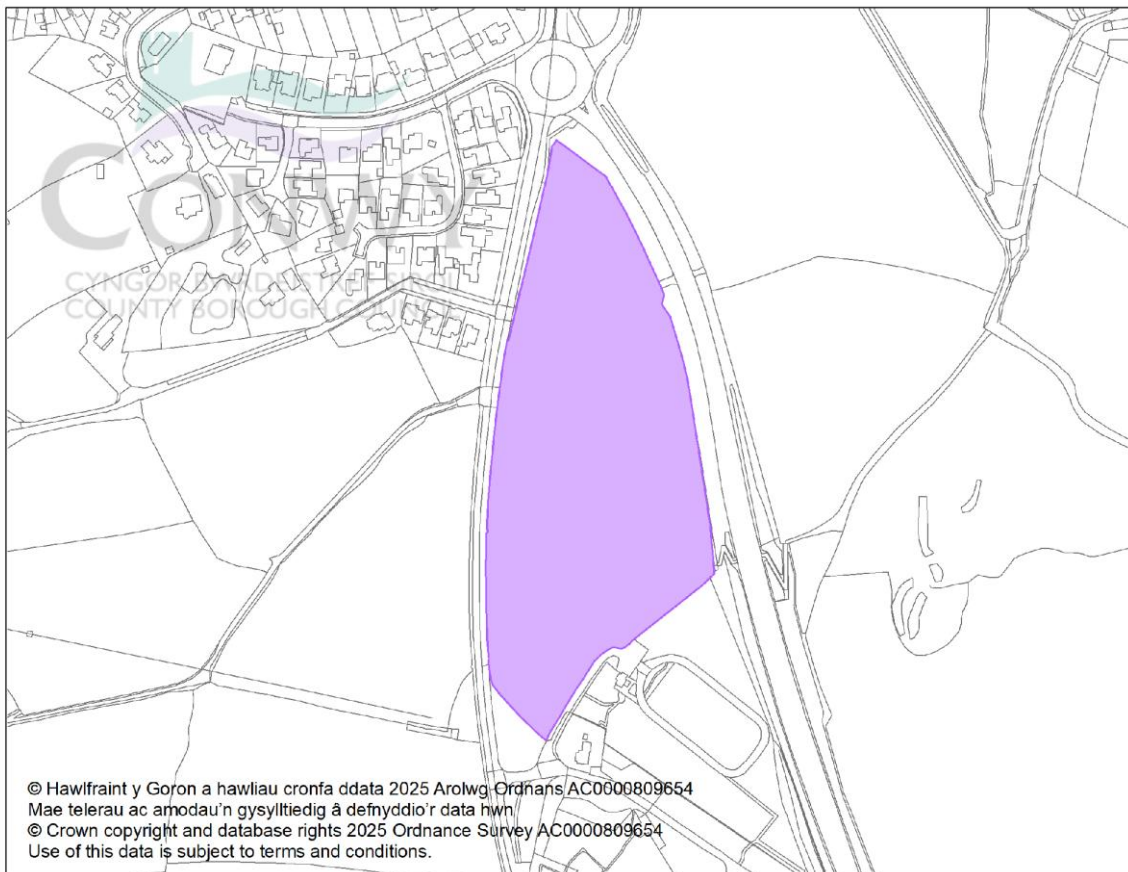 CONWY
CYNGOR BWRDEISTREF SIROL
COUNTY BOROUGH COUNCIL
© Hawlfraint y Goron a hawliau cronfa ddata 2025 Arolwg Ordnans AC0000809654
Mae telerau ac amodau'n gysylltiedig â defnyddio'r data hwn
© Crown copyright and database rights 2025 Ordnance Survey AC0000809654
Use of this data is subject to terms and conditions.